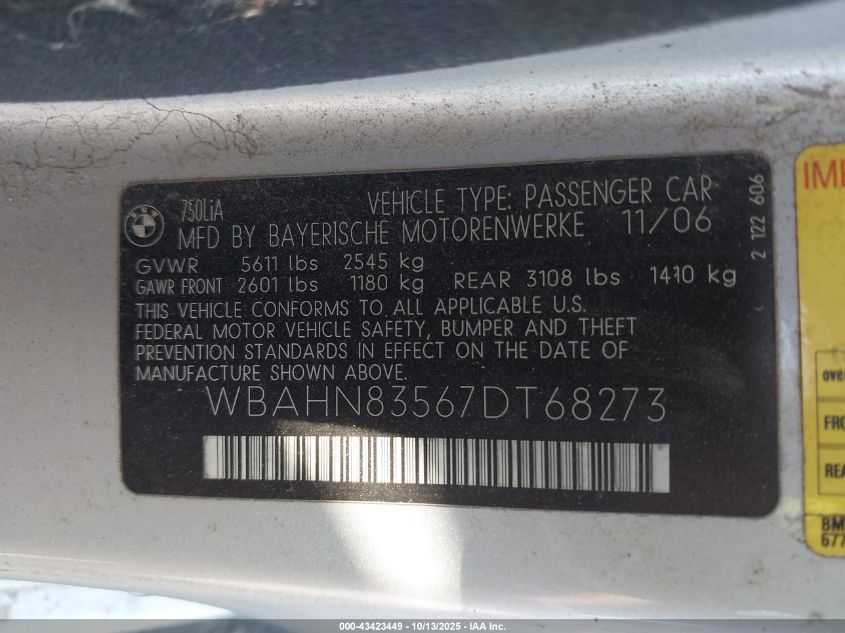 BMW
750LiA VEHICLE TYPE: PASSENGER CAR
MFD BY BAYERISCHE MOTORENWERKE 11/06
GVWR 5611 lbs 2545 kg
GAWR FRONT 2601 lbs 1180 kg REAR 3108 lbs 1410 kg
THIS VEHICLE CONFORMS TO ALL APPLICABLE U.S.
FEDERAL MOTOR VEHICLE SAFETY, BUMPER AND THEFT
PREVENTION STANDARDS IN EFFECT ON THE DATE OF
MANUFACTURE SHOWN ABOVE.
WBAHN83567DT68273
2 122 606
000-43423449 - 10/13/2025 - IAA Inc.